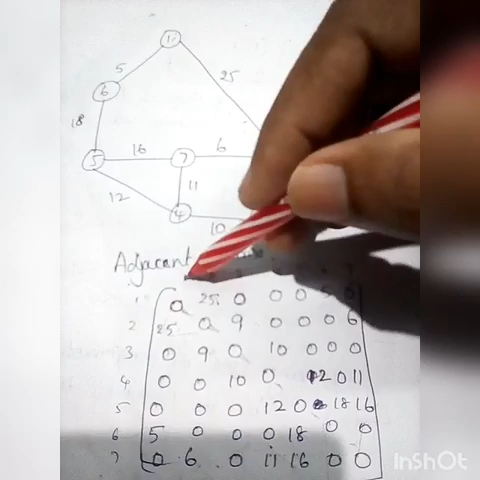 1
5
25
6
18
5
16
7
6
11
12
4
10
Adjacant
1 0 25 0 0 0 5 0
2 25 0 9 0 0 0 6
3 0 9 0 10 0 0 0
4 0 0 10 0 12 0 11
5 0 0 0 12 0 18 16
6 5 0 0 0 18 0 0
7 0 6 0 11 16 0 0
InShOt